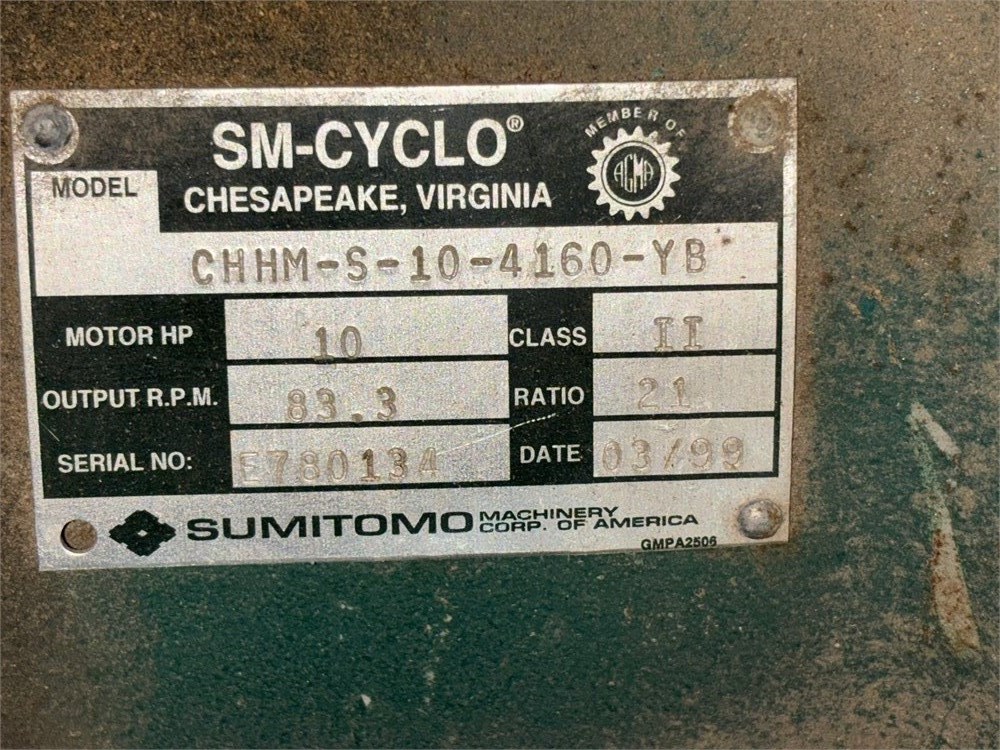 SM-CYCLO®
MEMBER OF
AGMA
MODEL
CHESAPEAKE, VIRGINIA
CHHM-S-10-4160-YB
MOTOR HP 10 CLASS II
OUTPUT R.P.M. 83.3 RATIO 21
SERIAL NO: E780134 DATE 03/99
SUMITOMO MACHINERY
CORP. OF AMERICA
GMPA2506